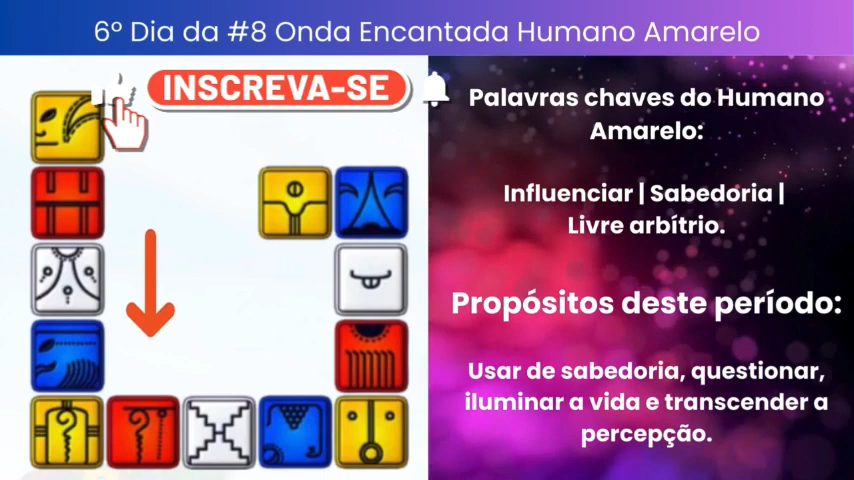 6º Dia da #8 Onda Encantada Humano Amarelo
INSCREVA-SE
Palavras chaves do Humano
Amarelo:
Influenciar | Sabedoria |
Livre arbítrio.
Propósitos deste período:
Usar de sabedoria, questionar,
iluminar a vida e transcender a
percepção.